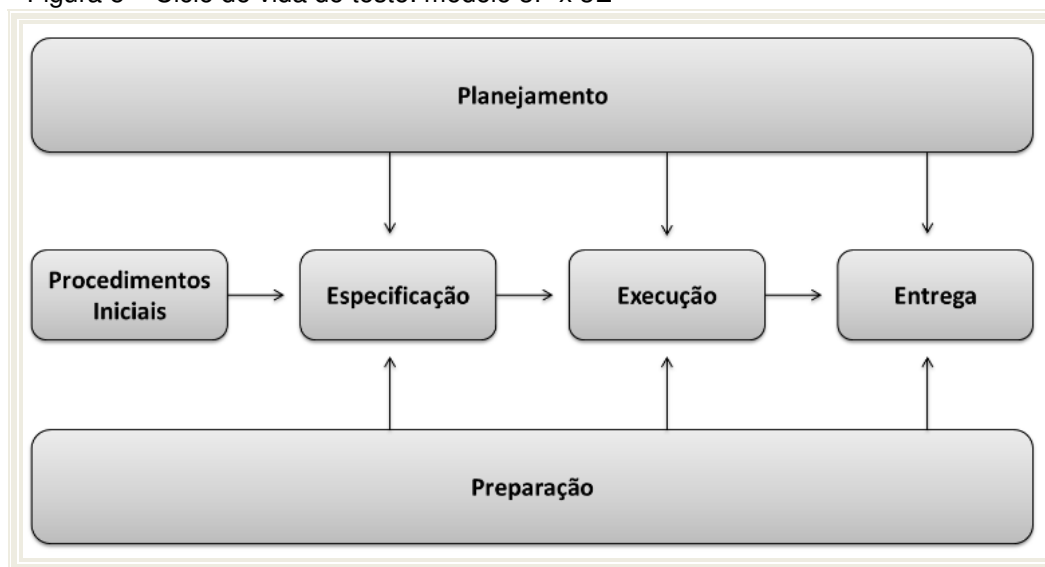 Planejamento
Procedimentos
Iniciais
Especificação
Execução
Entrega
Preparação